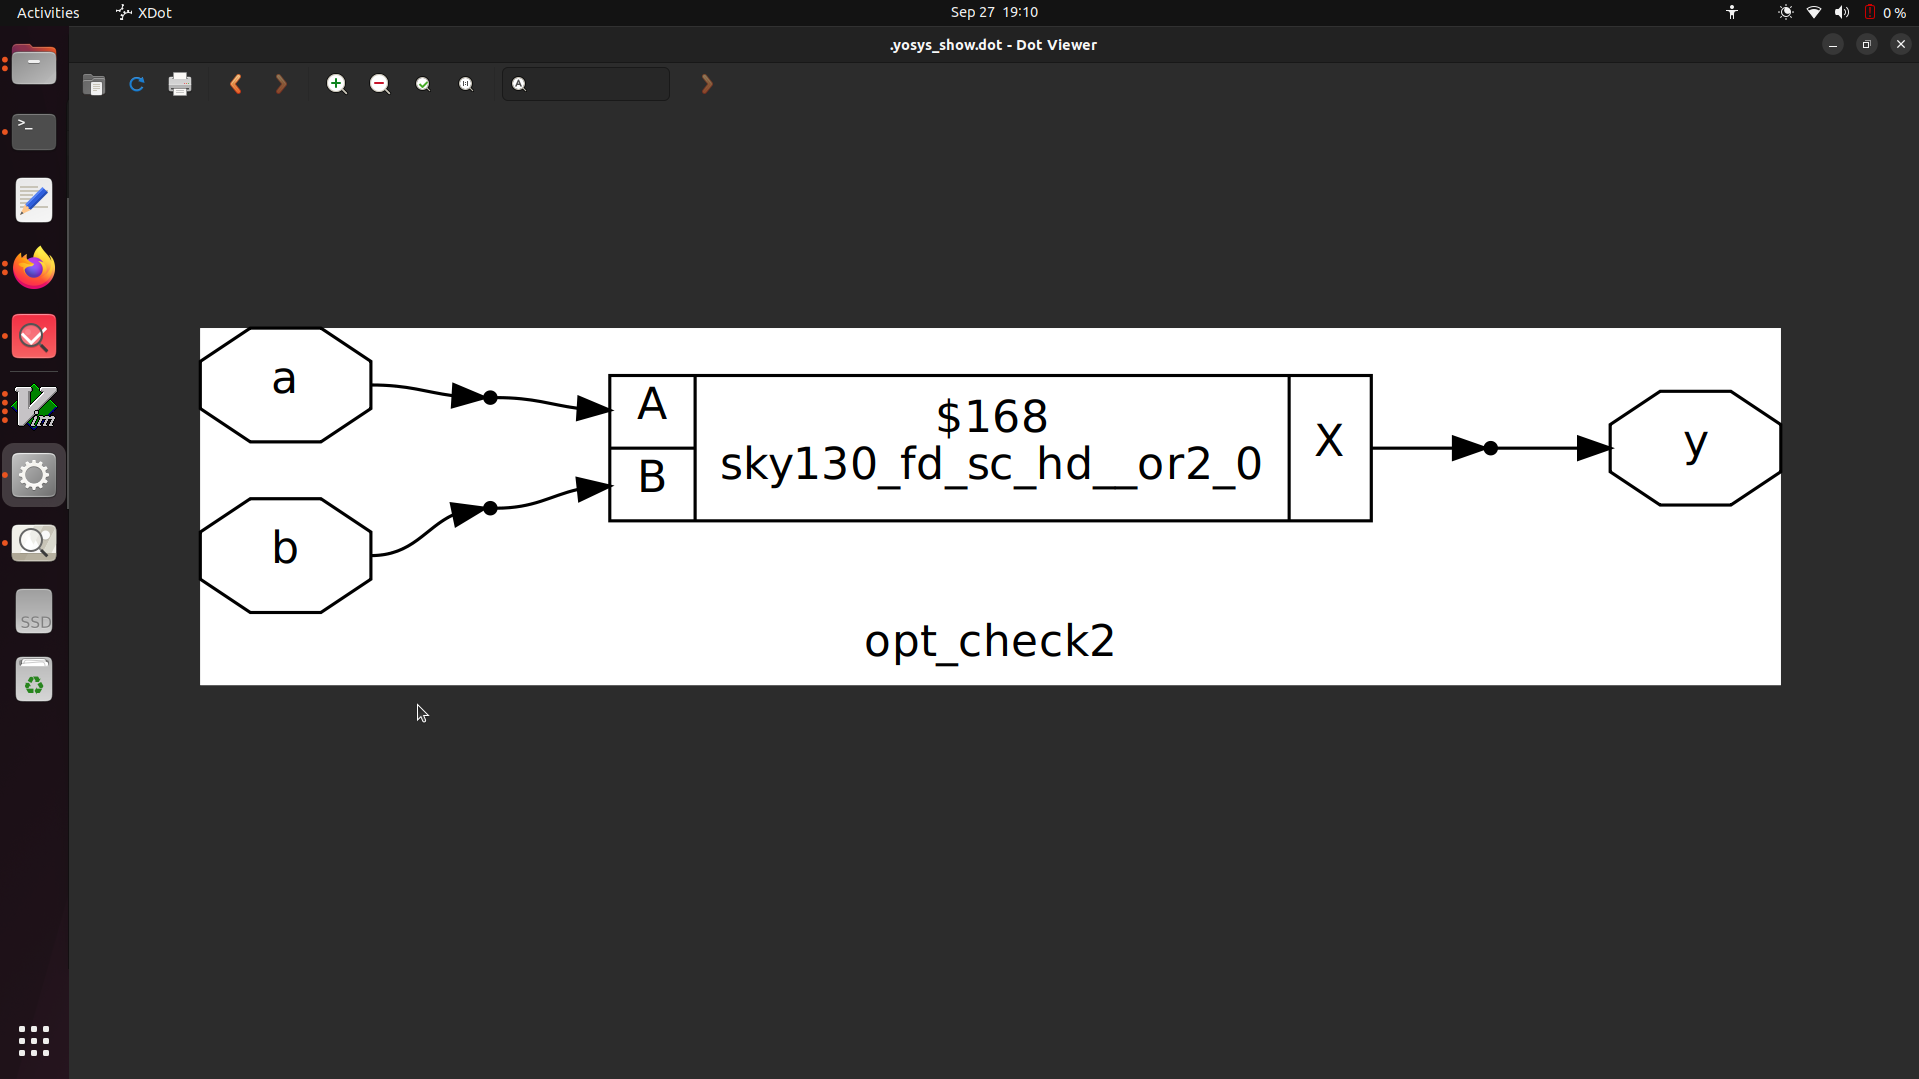 Activities XDot Sep 27 19:10 0 %
.yosys_show.dot - Dot Viewer
a
A
B
$168
sky130_fd_sc_hd__or2_0
X
y
b
opt_check2
SSD